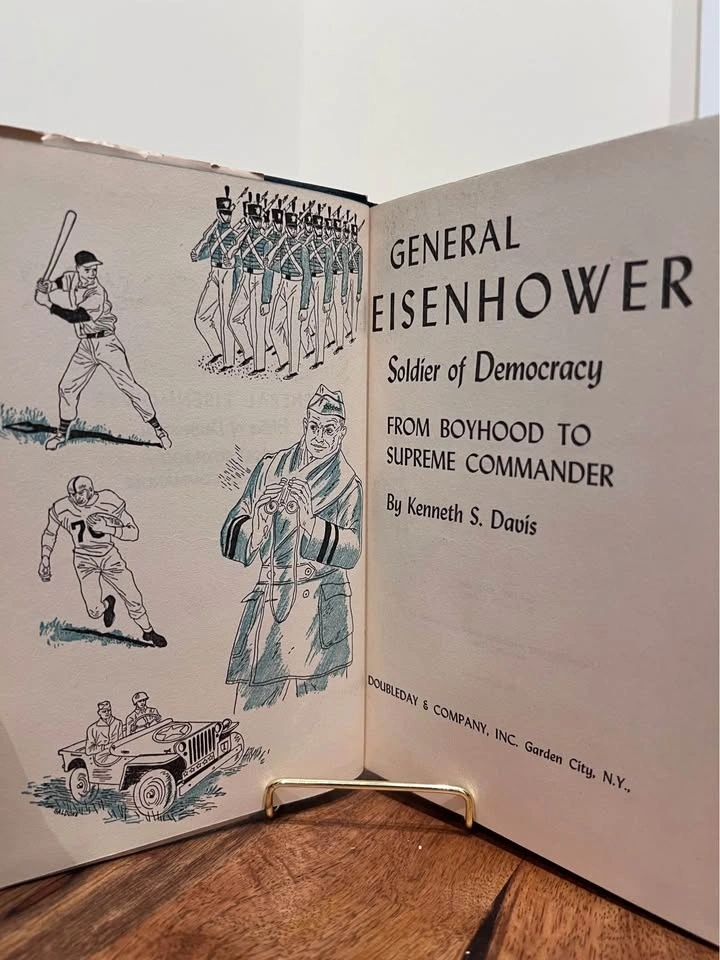 GENERAL
EISENHOWER
Soldier of Democracy
FROM BOYHOOD TO
SUPREME COMMANDER
By Kenneth S. Davis
DOUBLEDAY & COMPANY, INC. Garden City, N.Y.,